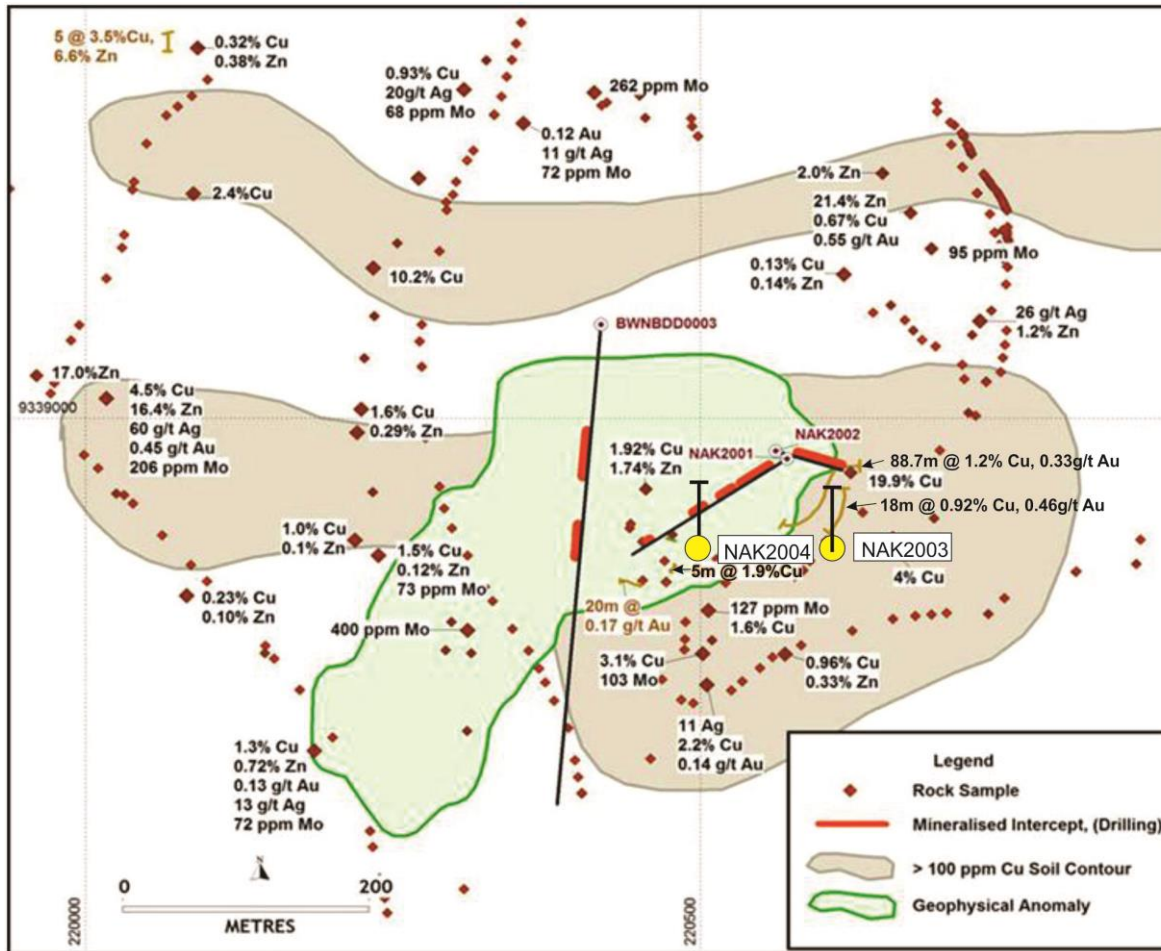 5 @ 3.5%Cu,
6.6% Zn
0.32% Cu
0.38% Zn
0.93% Cu
20g/t Ag
68 ppm Mo
262 ppm Mo
0.12 Au
11 g/t Ag
72 ppm Mo
2.4%Cu
2.0% Zn
21.4% Zn
0.67% Cu
0.55 g/t Au
95 ppm Mo
10.2% Cu
0.13% Cu
0.14% Zn
26 g/t Ag
1.2% Zn
BWNBDD0003
17.0%Zn
4.5% Cu
16.4% Zn
60 g/t Ag
0.45 g/t Au
206 ppm Mo
9339000
1.6% Cu
0.29% Zn
1.92% Cu
1.74% Zn
NAK2002
NAK2001
88.7m @ 1.2% Cu, 0.33g/t Au
19.9% Cu
18m @ 0.92% Cu, 0.46g/t Au
NAK2004
NAK2003
1.0% Cu
0.1% Zn
1.5% Cu
0.12% Zn
73 ppm Mo
5m @ 1.9%Cu
4% Cu
0.23% Cu
0.10% Zn
20m @
0.17 g/t Au
127 ppm Mo
1.6% Cu
400 ppm Mo
3.1% Cu
103 Mo
0.96% Cu
0.33% Zn
11 Ag
2.2% Cu
0.14 g/t Au
1.3% Cu
0.72% Zn
0.13 g/t Au
13 g/t Ag
72 ppm Mo
N
0
200
METRES
2200000
2200500
Legend
Rock Sample
Mineralised Intercept, (Drilling)
> 100 ppm Cu Soil Contour
Geophysical Anomaly